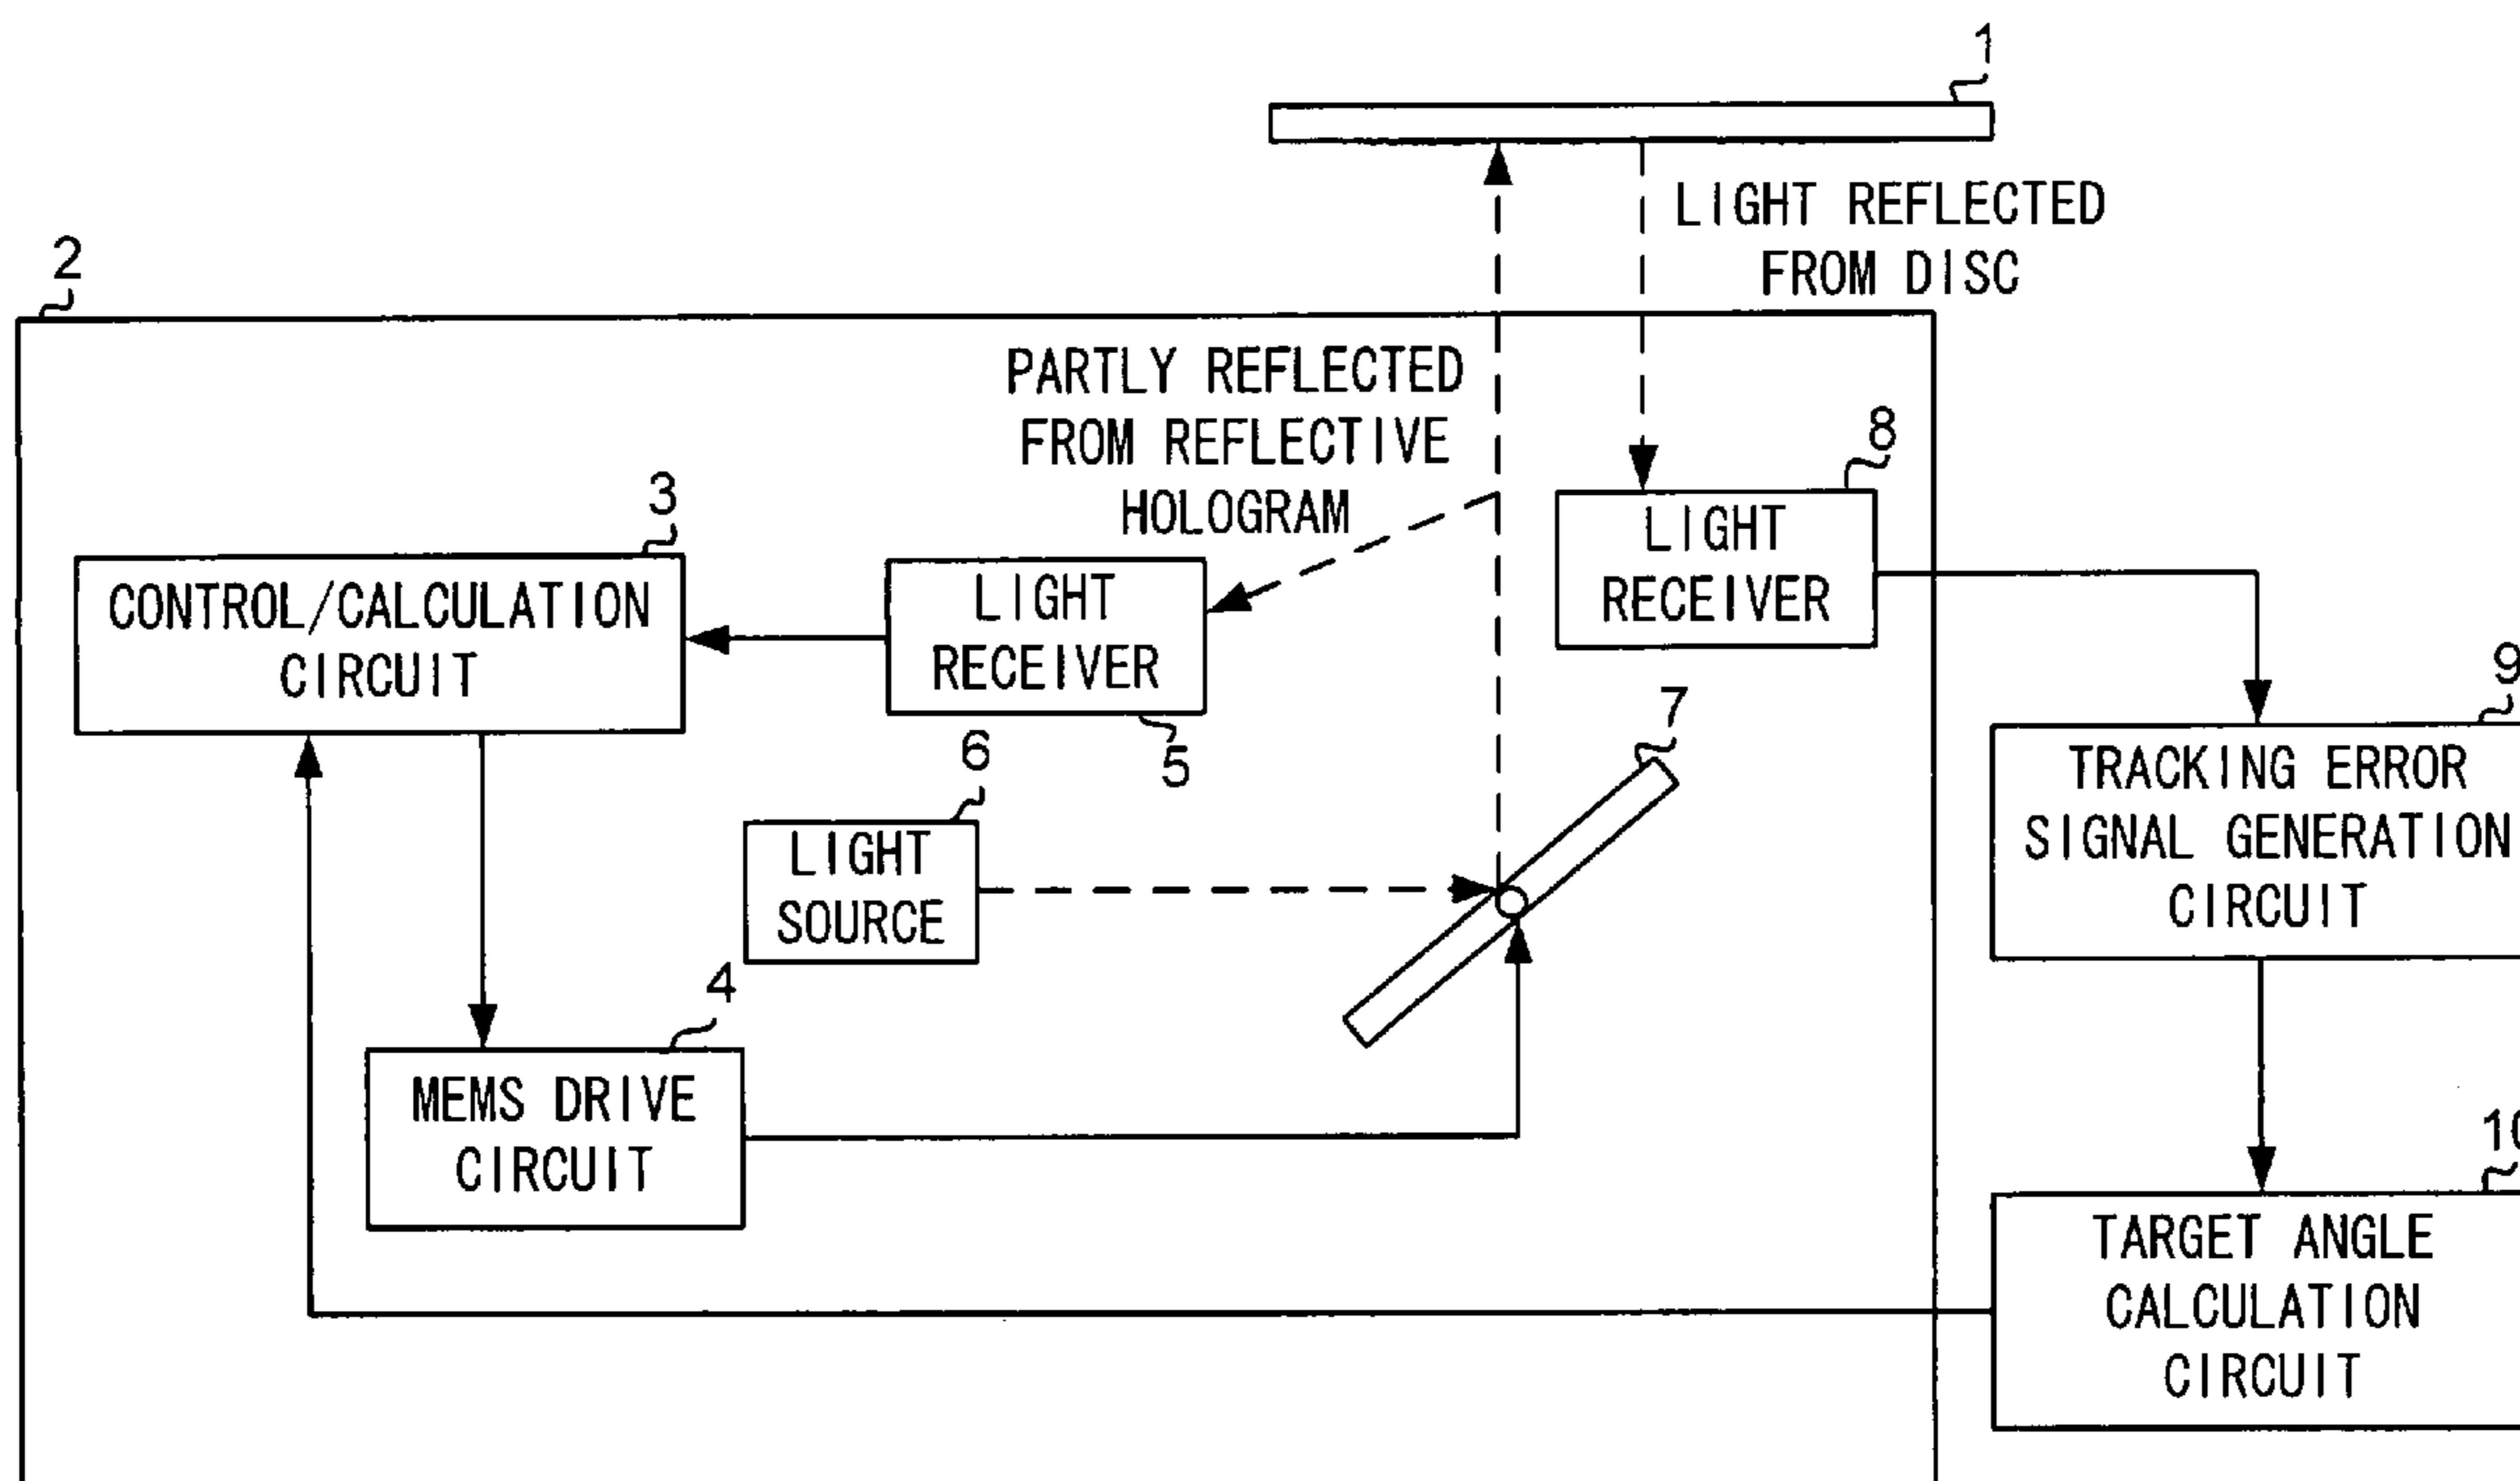 1
LIGHT REFLECTED
FROM DISC
2
PARTLY REFLECTED
FROM REFLECTIVE
HOLOGRAM
8
LIGHT
RECEIVER
3
CONTROL/CALCULATION
CIRCUIT
LIGHT
RECEIVER
5
9
TRACKING ERROR
SIGNAL GENERATION
CIRCUIT
7
6
LIGHT
SOURCE
4
MEMS DRIVE
CIRCUIT
10
TARGET ANGLE
CALCULATION
CIRCUIT